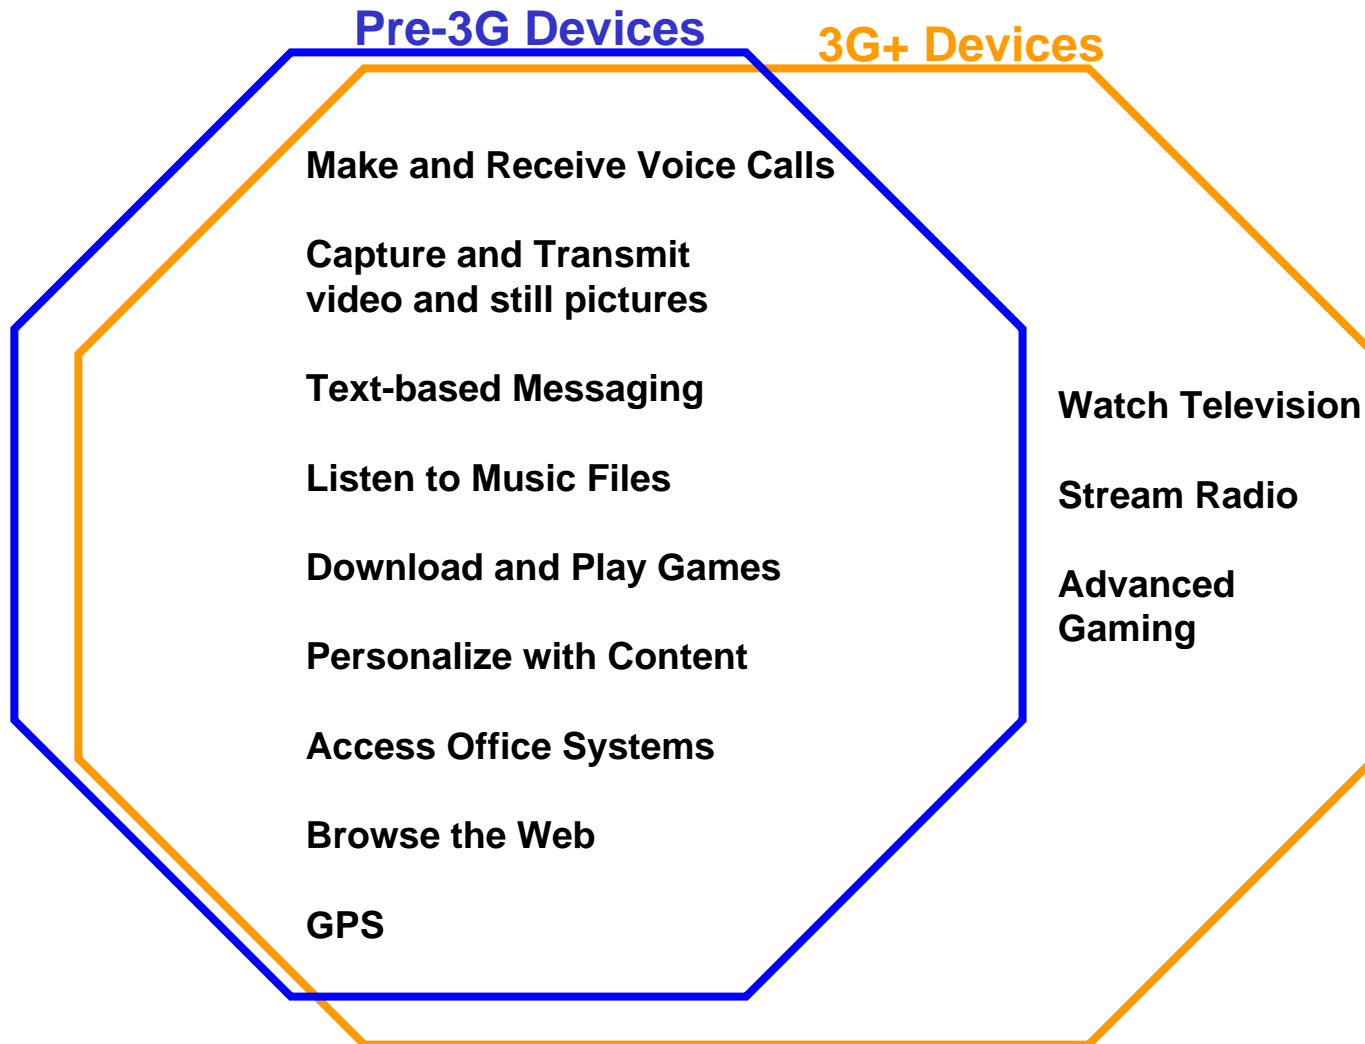 Pre-3G Devices
3G+ Devices
Make and Receive Voice Calls
Capture and Transmit
video and still pictures
Text-based Messaging
Listen to Music Files
Download and Play Games
Personalize with Content
Access Office Systems
Browse the Web
GPS
Watch Television
Stream Radio
Advanced
Gaming